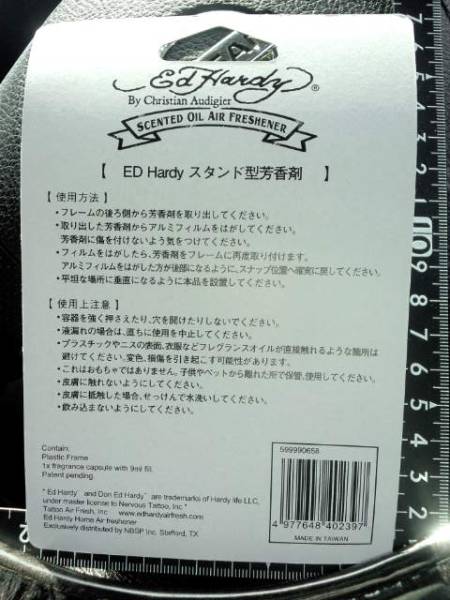 Ed Hardy ®
By Christian Audigier
SCENTED OIL AIR FRESHENER
【 ED Hardy スタンド型芳香剤 】
【 使用方法 】
・フレームの後ろ側から芳香剤を取り出してください。
・取り出した芳香剤からアルミフィルムをはがしてください。
芳香剤に傷を付けないよう気をつけてください。
・フィルムをはがしたら、芳香剤をフレームに再度取り付けます。
アルミフィルムをはがした方が後部になるように、スナップ位置へ確実に戻してください。
・平坦な場所に垂直になるように本品を設置してください。
【 使用上注意 】
・容器を強く押さえたり、穴を開けたりしないでください。
・液漏れの場合は、直ちに使用を中止してください。
・プラスチックやニスの表面、衣服などフレグランスオイルが直接触れるような箇所は
避けてください、変色、損傷を引き起こす可能性があります。
・これはおもちゃではありません。子供やペットから離れた所で保管、使用してください。
・皮膚に触れないようにしてください。
・皮膚に抵触した場合、せっけんで水洗いしてください。
・飲み込まないようにしてください。
Contain:
Plastic Frame
1x fragrance capsule with 9ml fill.
Patent pending
"Ed Hardy" and Don Ed Hardy" are trademarks of Hardy life LLC,
under master license to Nervous Tattoo, Inc "
Tattoo Air Fresh, Inc www.edhardyairfresh.com
Ed Hardy Home Air freshener
Exclusively distributed by NBGP Inc. Stafford, TX
599990658
4 977648 402397
MADE IN TAIWAN
7 6 5 4 3 2 1 10 9 8 7 6 5 4 3 2